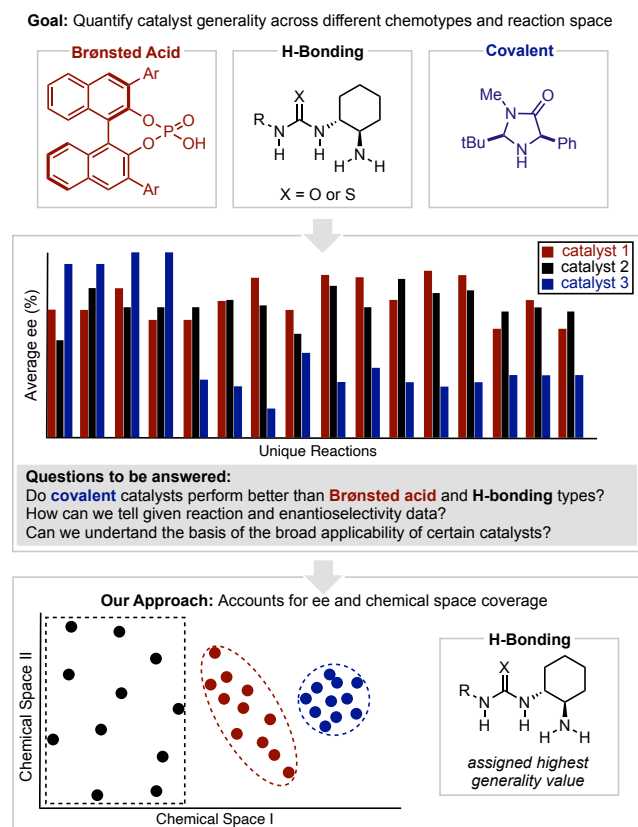 Goal: Quantify catalyst generality across different chemotypes and reaction space
Brønsted Acid
H-Bonding
Covalent
Ar
O
O
P
O
OH
Ar
X
R
N
H
N
H
N
H
H
X = O or S
Me
N
O
tBu
N
H
Ph
catalyst 1
catalyst 2
catalyst 3
Average ee (%)
Unique Reactions
Questions to be answered:
Do covalent catalysts perform better than Brønsted acid and H-bonding types?
How can we tell given reaction and enantioselectivity data?
Can we undertand the basis of the broad applicability of certain catalysts?
Our Approach: Accounts for ee and chemical space coverage
Chemical Space II
Chemical Space I
H-Bonding
X
R
N
H
N
H
N
H
H
assigned highest
generality value